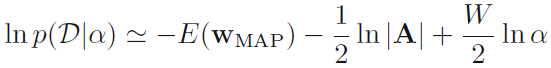 ln p(𝒟|α) ≃ −E(𝐰_MAP) − 1/2 ln |𝐀| + W/2 ln α